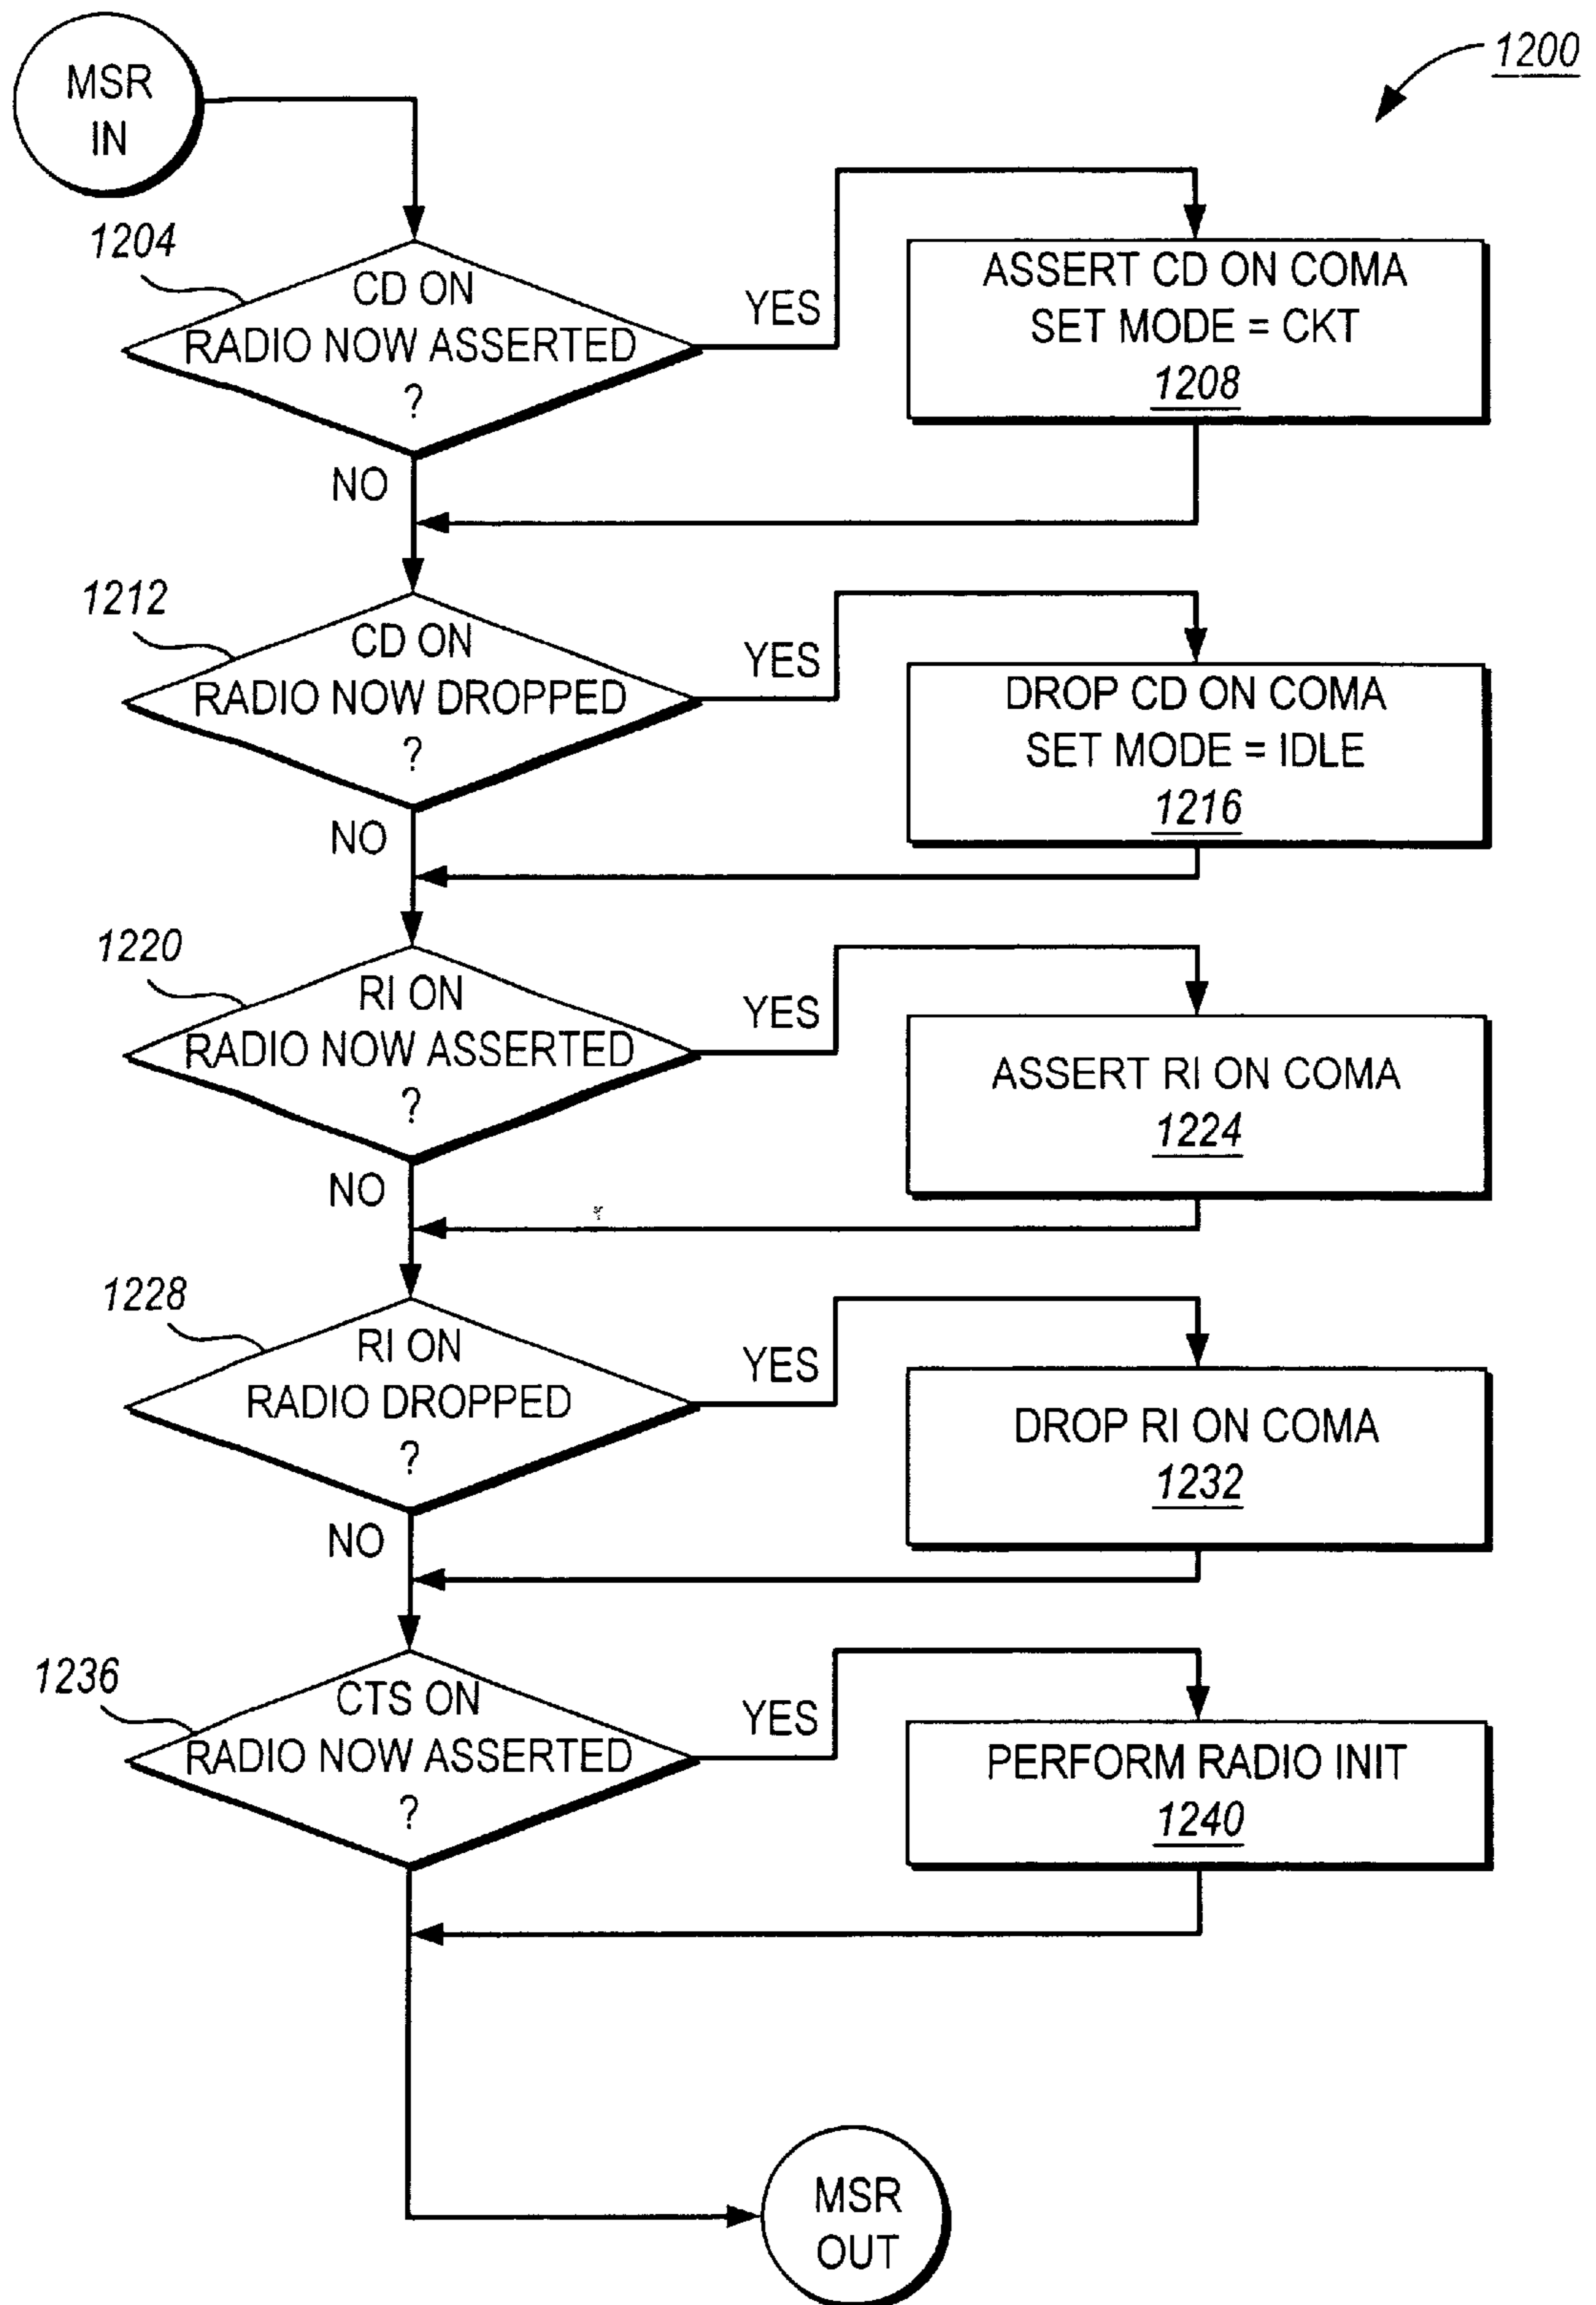 1200
MSR
IN
1204
CD ON
RADIO NOW ASSERTED
?
YES
NO
ASSERT CD ON COMA
SET MODE = CKT
1208
1212
CD ON
RADIO NOW DROPPED
?
YES
NO
DROP CD ON COMA
SET MODE = IDLE
1216
1220
RI ON
RADIO NOW ASSERTED
?
YES
NO
ASSERT RI ON COMA
1224
1228
RI ON
RADIO DROPPED
?
YES
NO
DROP RI ON COMA
1232
1236
CTS ON
RADIO NOW ASSERTED
?
YES
PERFORM RADIO INIT
1240
MSR
OUT